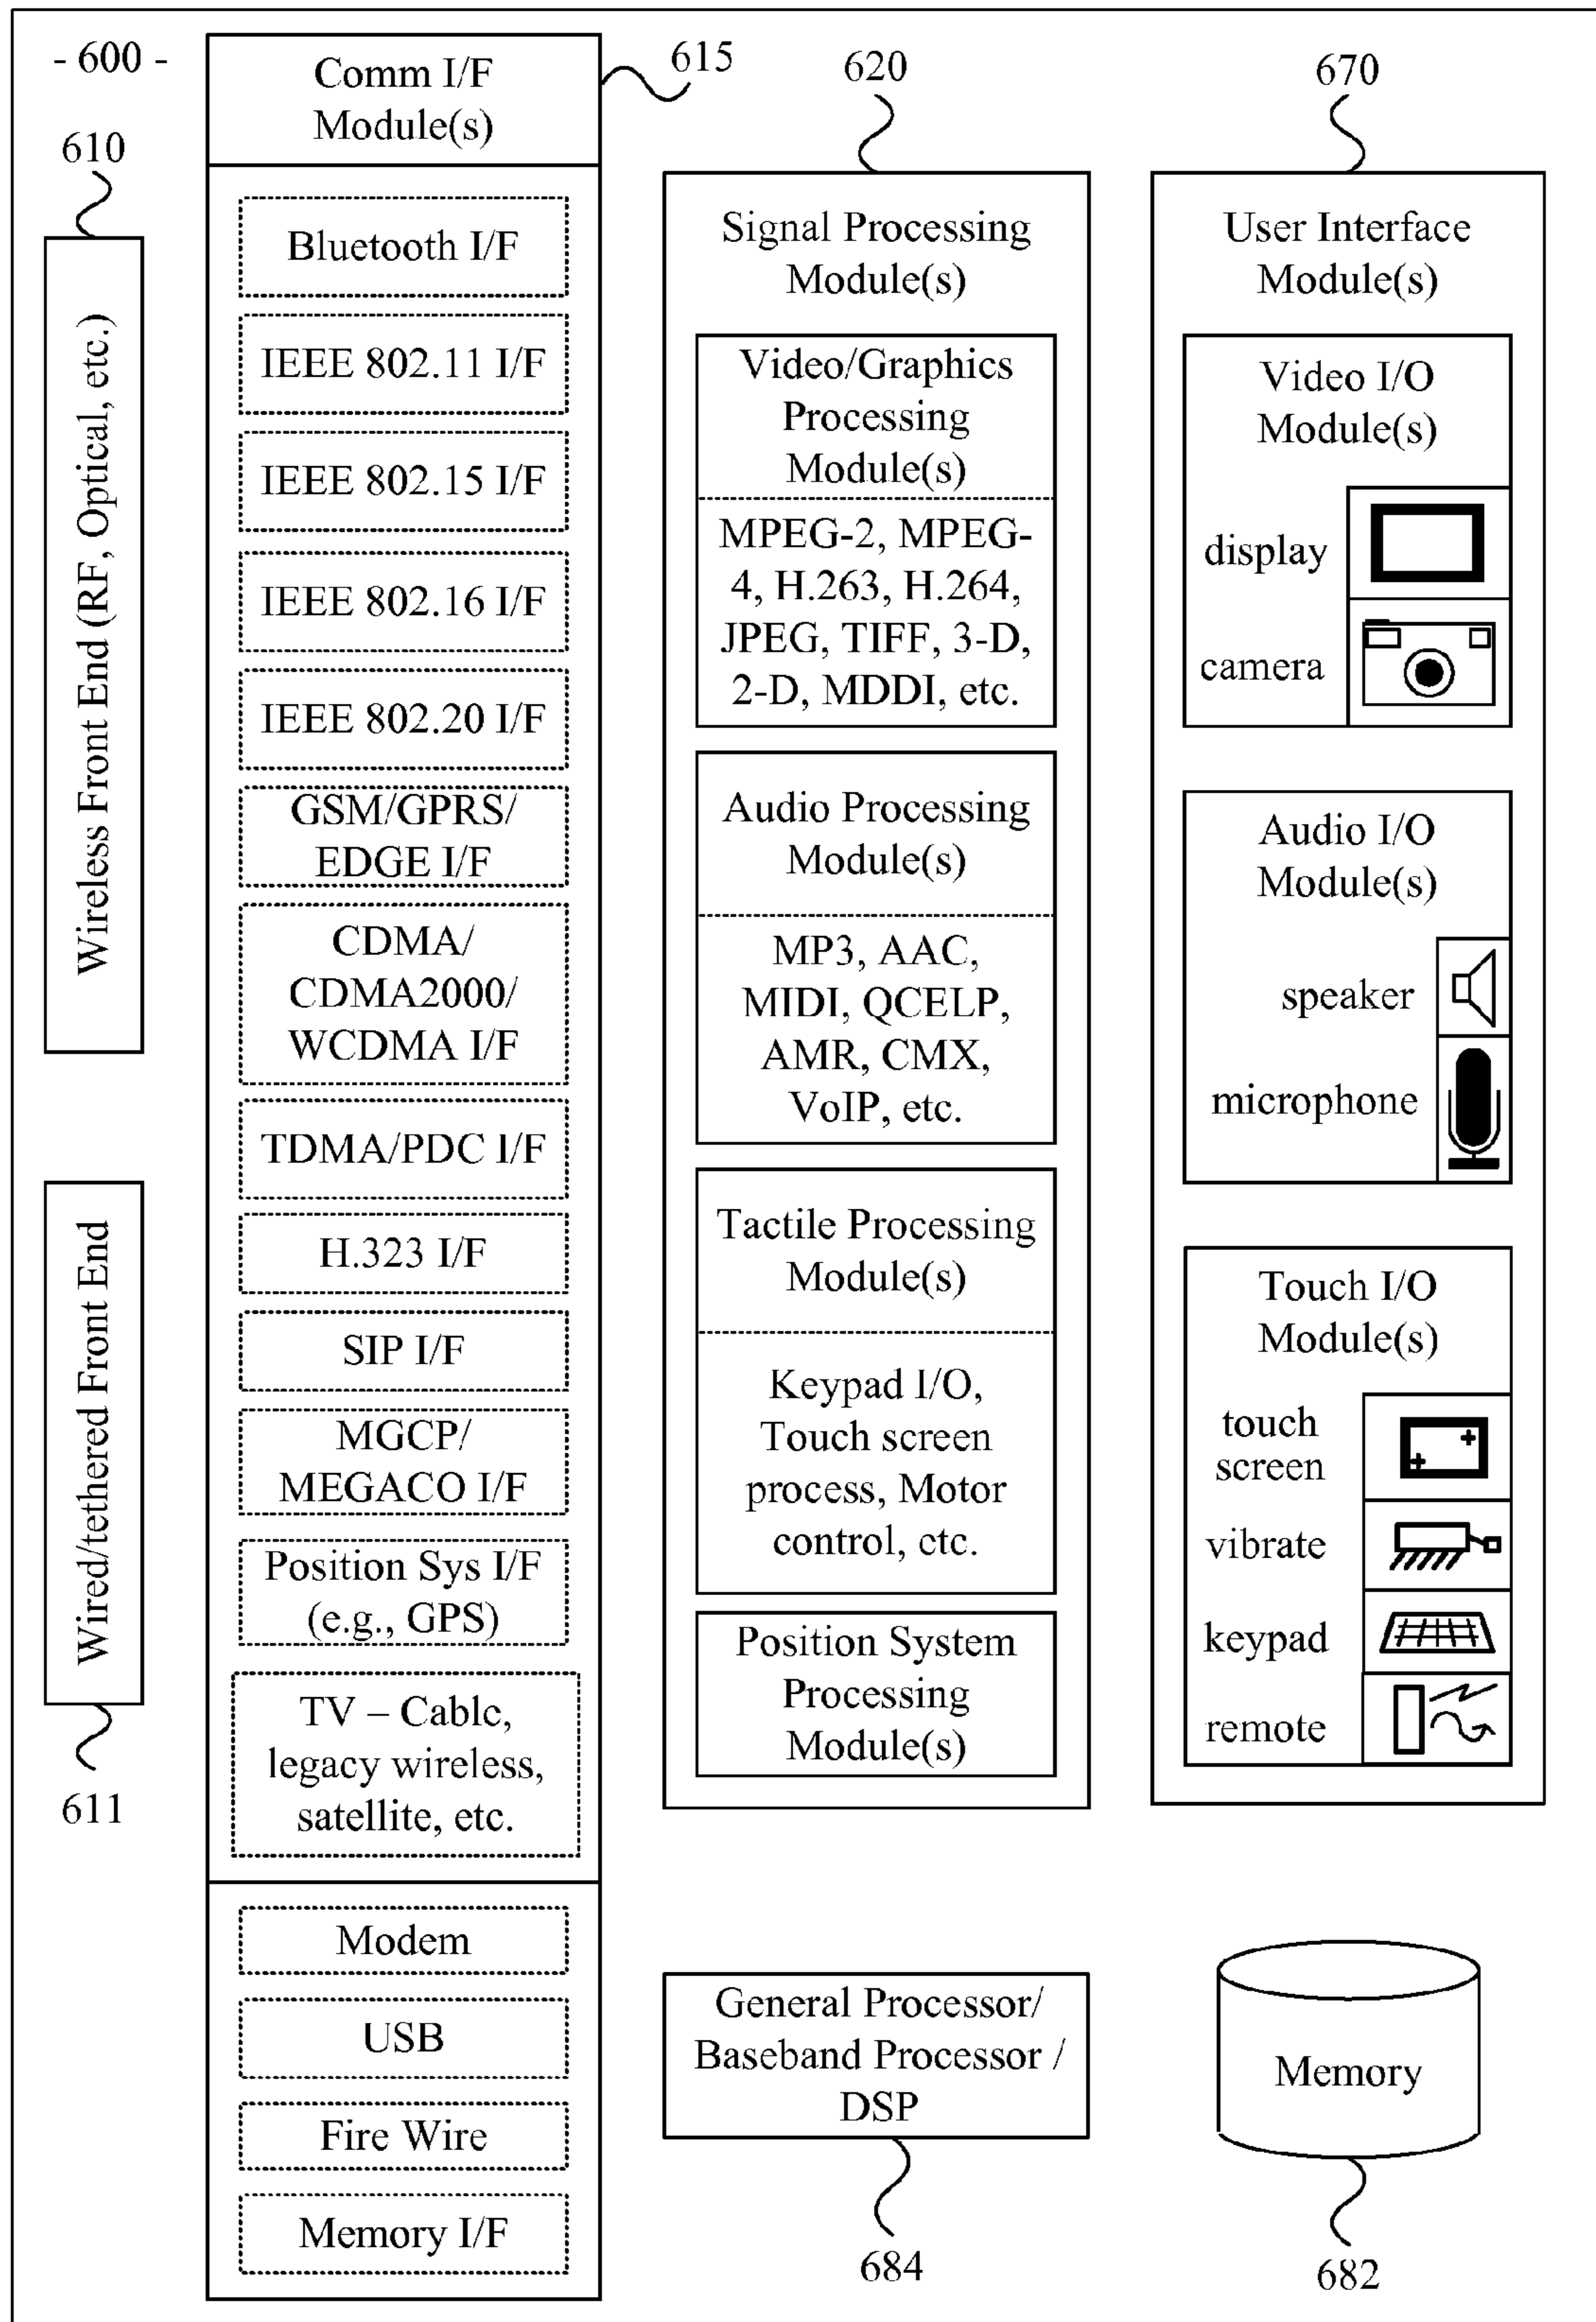 - 600 -
610
Wireless Front End (RF, Optical, etc.)
Wired/tethered Front End
611
Comm I/F
Module(s)
615
Bluetooth I/F
IEEE 802.11 I/F
IEEE 802.15 I/F
IEEE 802.16 I/F
IEEE 802.20 I/F
GSM/GPRS/
EDGE I/F
CDMA/
CDMA2000/
WCDMA I/F
TDMA/PDC I/F
H.323 I/F
SIP I/F
MGCP/
MEGACO I/F
Position Sys I/F
(e.g., GPS)
TV – Cable,
legacy wireless,
satellite, etc.
Modem
USB
Fire Wire
Memory I/F
620
Signal Processing
Module(s)
Video/Graphics
Processing
Module(s)
MPEG-2, MPEG-
4, H.263, H.264,
JPEG, TIFF, 3-D,
2-D, MDDI, etc.
Audio Processing
Module(s)
MP3, AAC,
MIDI, QCELP,
AMR, CMX,
VoIP, etc.
Tactile Processing
Module(s)
Keypad I/O,
Touch screen
process, Motor
control, etc.
Position System
Processing
Module(s)
General Processor/
Baseband Processor /
DSP
684
670
User Interface
Module(s)
Video I/O
Module(s)
display
camera
Audio I/O
Module(s)
speaker
microphone
Touch I/O
Module(s)
touch
screen
vibrate
keypad
remote
Memory
682